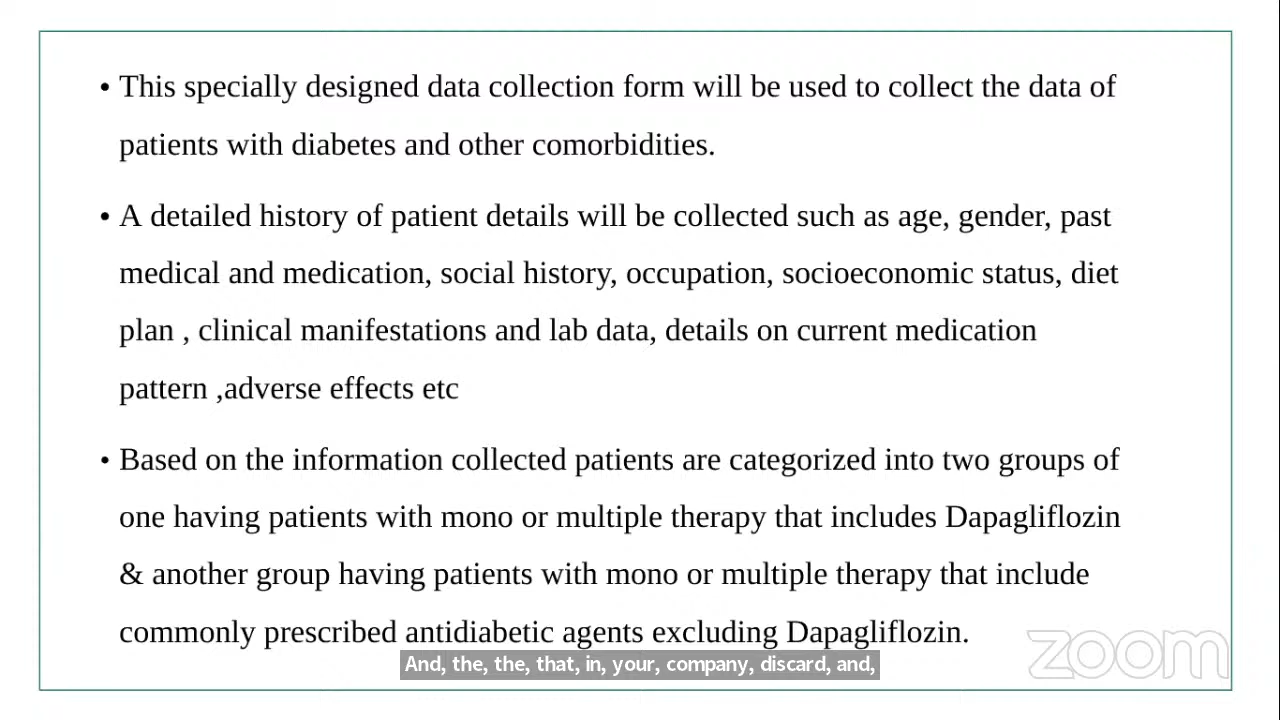 • This specially designed data collection form will be used to collect the data of
patients with diabetes and other comorbidities.
• A detailed history of patient details will be collected such as age, gender, past
medical and medication, social history, occupation, socioeconomic status, diet
plan , clinical manifestations and lab data, details on current medication
pattern ,adverse effects etc
• Based on the information collected patients are categorized into two groups of
one having patients with mono or multiple therapy that includes Dapagliflozin
& another group having patients with mono or multiple therapy that include
commonly prescribed antidiabetic agents excluding Dapagliflozin.
zoom
And, the, the, that, in, your, company, discard, and,